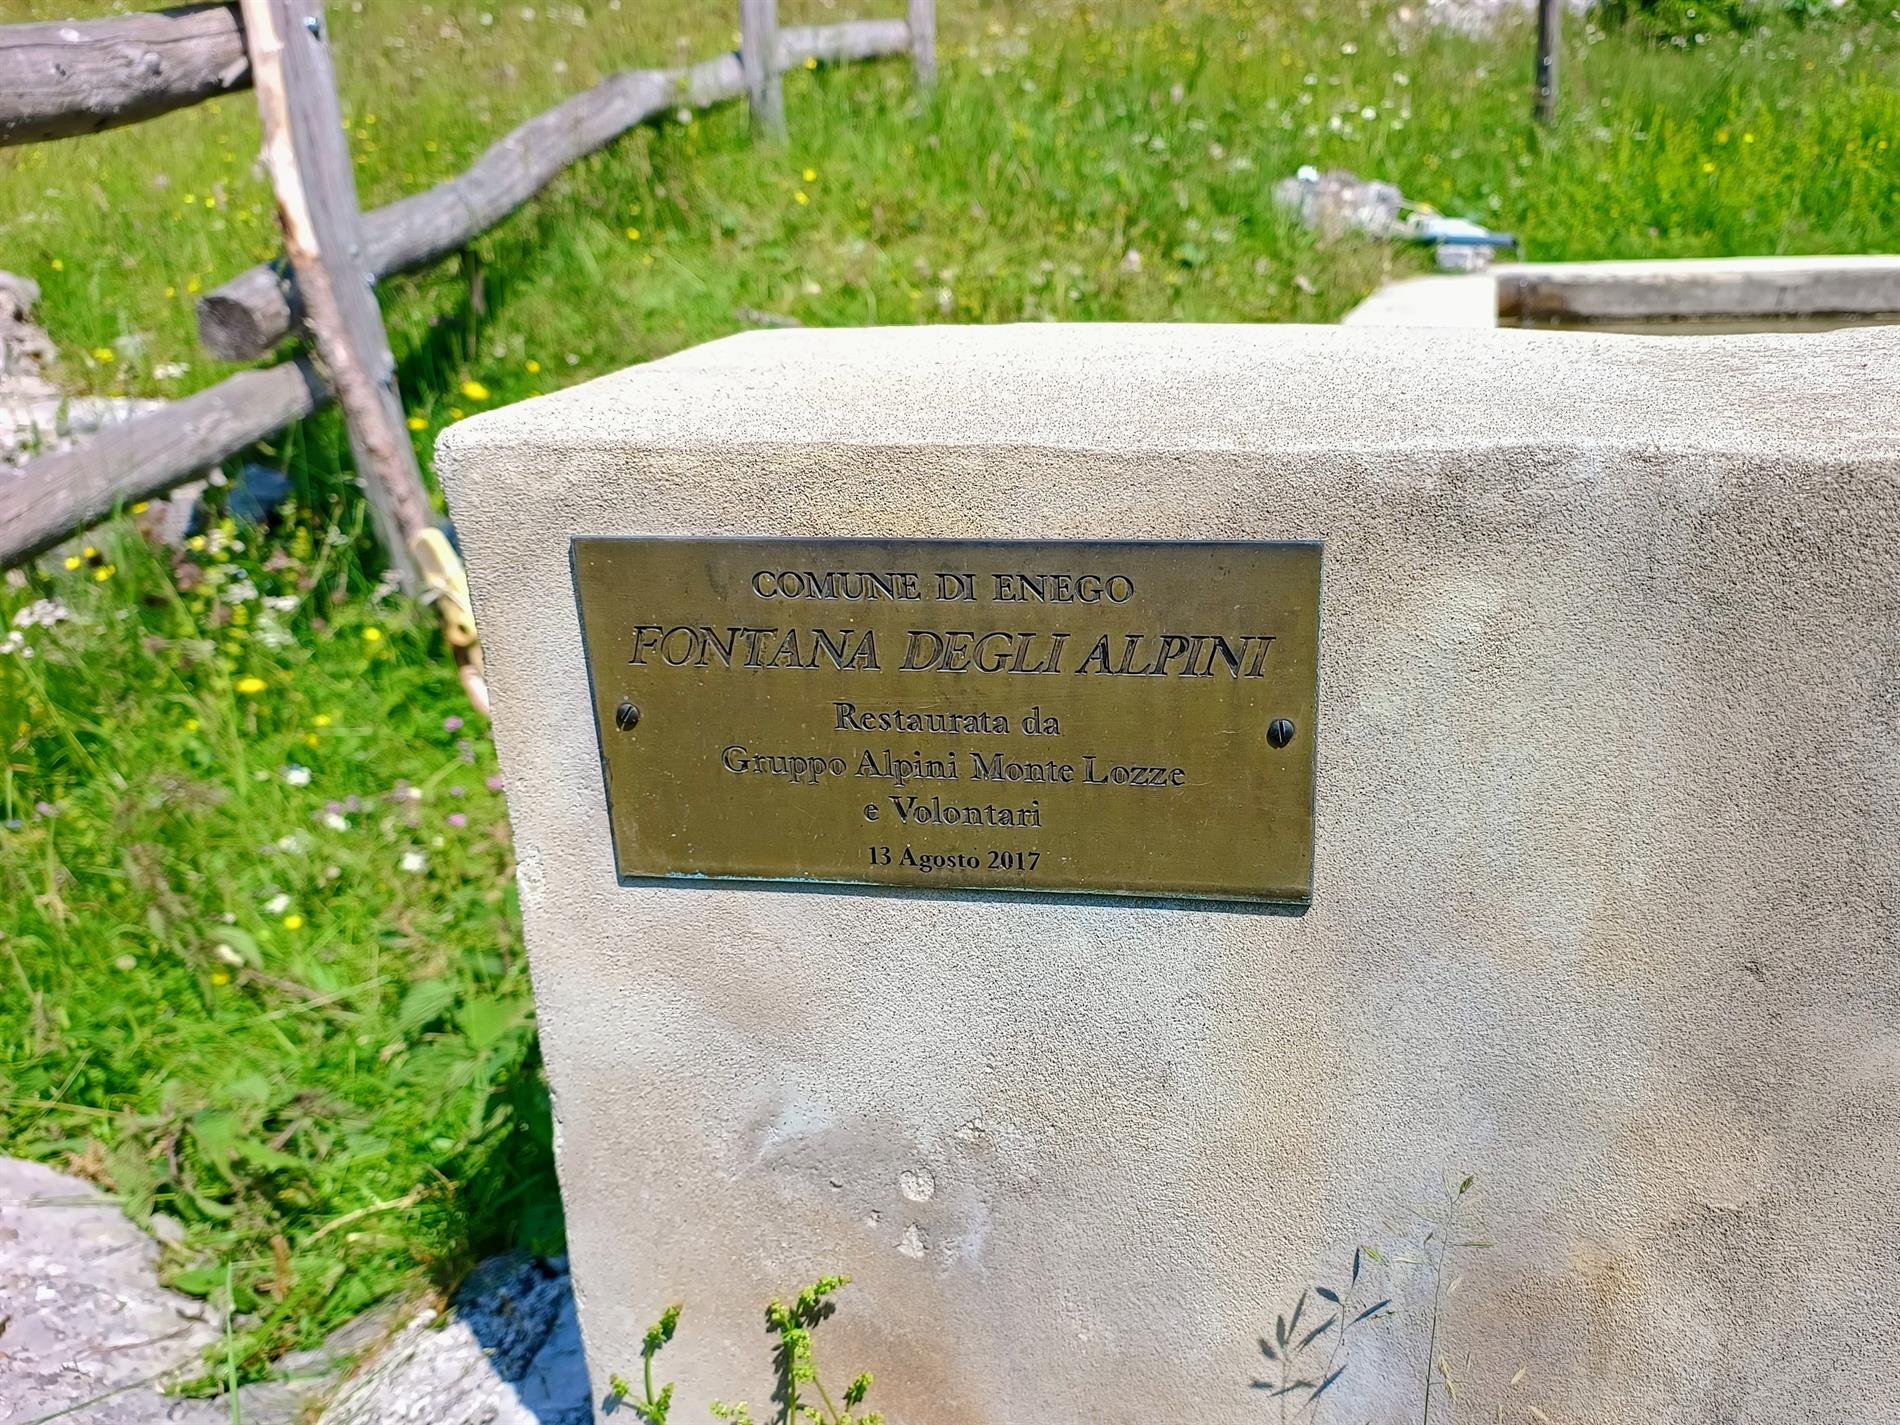 COMUNE DI ENEGO
FONTANA DEGLI ALPINI
Restaurata da
Gruppo Alpini Monte Lozze
e Volontari
13 Agosto 2017